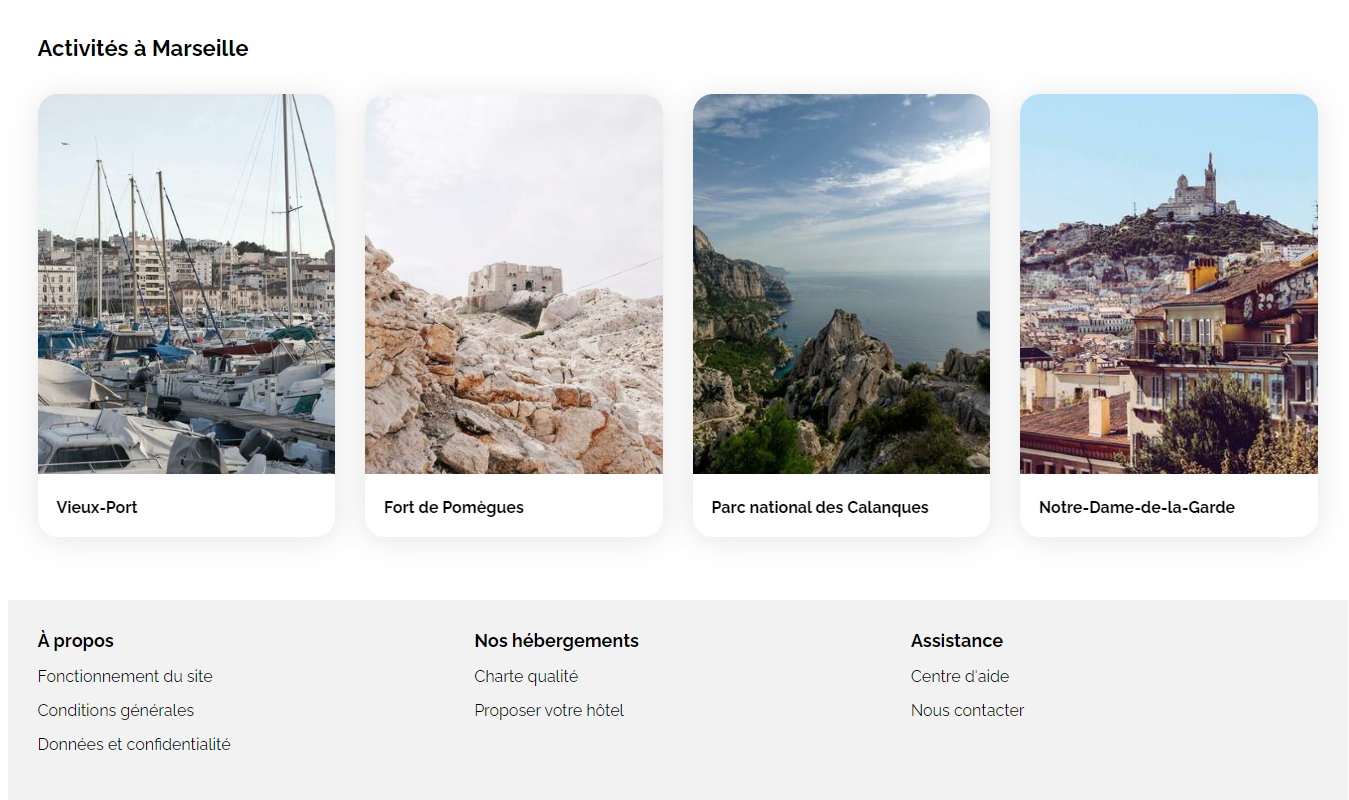 Activités à Marseille
Vieux-Port
Fort de Pomègues
Parc national des Calanques
Notre-Dame-de-la-Garde
À propos
Fonctionnement du site
Conditions générales
Données et confidentialité
Nos hébergements
Charte qualité
Proposer votre hôtel
Assistance
Centre d'aide
Nous contacter